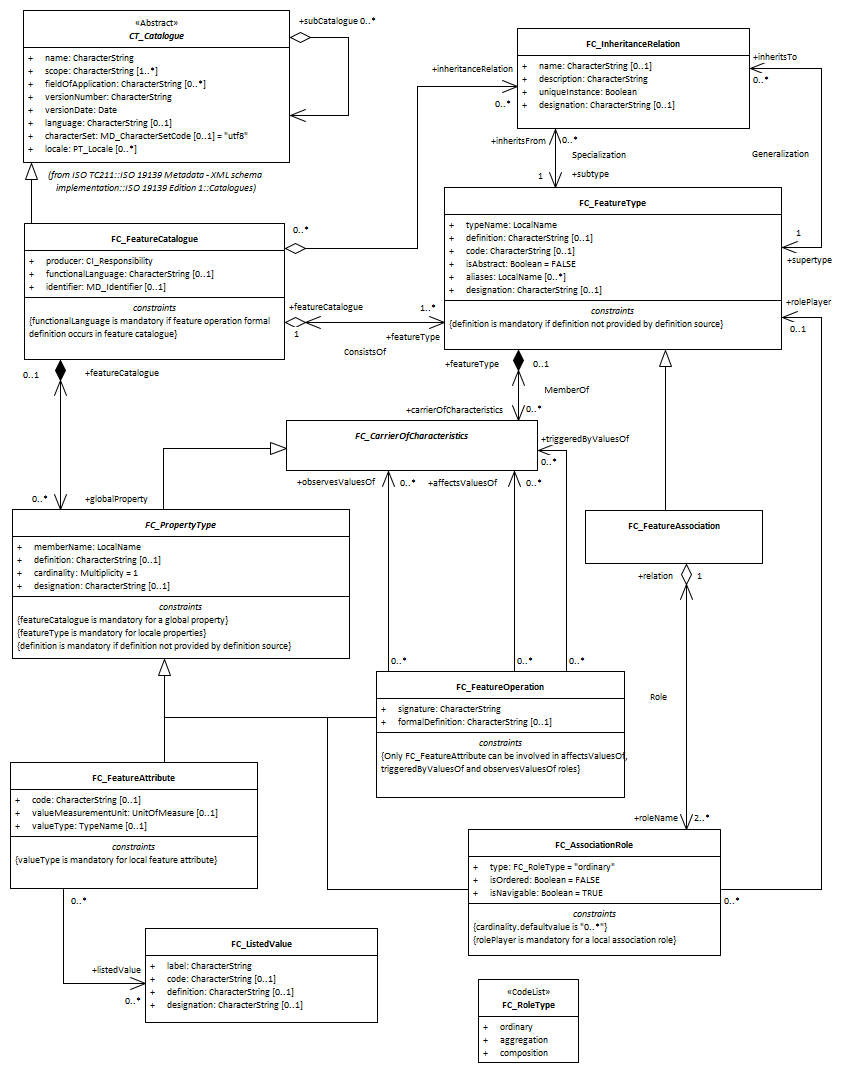 «Abstract»
CT_Catalogue
+ name: CharacterString
+ scope: CharacterString [1..*]
+ fieldOfApplication: CharacterString [0..*]
+ versionNumber: CharacterString
+ versionDate: Date
+ language: CharacterString [0..1]
+ characterSet: MD_CharacterSetCode [0..1] = "utf8"
+ locale: PT_Locale [0..*]
(from ISO TC211::ISO 19139 Metadata - XML schema
implementation::ISO 19139 Edition 1::Catalogues)
+subCatalogue 0..*
FC_InheritanceRelation
+ name: CharacterString [0..1]
+ description: CharacterString
+ uniqueInstance: Boolean
+ designation: CharacterString [0..1]
+inheritsTo
0..*
+inheritanceRelation
0..*
+inheritsFrom
0..*
Specialization
Generalization
1
+subtype
FC_FeatureCatalogue
+ producer: CI_Responsibility
+ functionalLanguage: CharacterString [0..1]
+ identifier: MD_Identifier [0..1]
constraints
{functionalLanguage is mandatory if feature operation formal
definition occurs in feature catalogue}
0..*
FC_FeatureType
+ typeName: LocalName
+ definition: CharacterString [0..1]
+ code: CharacterString [0..1]
+ isAbstract: Boolean = FALSE
+ aliases: LocalName [0..*]
+ designation: CharacterString [0..1]
constraints
{definition is mandatory if definition not provided by definition source}
1
+supertype
+rolePlayer
0..1
+featureCatalogue
1
1..*
+featureType
ConsistsOf
0..1
+featureCatalogue
+featureType
0..1
MemberOf
+carrierOfCharacteristics
0..*
FC_CarrierOfCharacteristics
+triggeredByValuesOf
0..*
+observesValuesOf
0..*
+affectsValuesOf
0..*
0..*
+globalProperty
FC_PropertyType
+ memberName: LocalName
+ definition: CharacterString [0..1]
+ cardinality: Multiplicity = 1
+ designation: CharacterString [0..1]
constraints
{featureCatalogue is mandatory for a global property}
{featureType is mandatory for locale properties}
{definition is mandatory if definition not provided by definition source}
FC_FeatureAssociation
+relation
1
0..*
0..*
0..*
FC_FeatureOperation
+ signature: CharacterString
+ formalDefinition: CharacterString [0..1]
constraints
{Only FC_FeatureAttribute can be involved in affectsValuesOf,
triggeredByValuesOf and observesValuesOf roles}
Role
FC_FeatureAttribute
+ code: CharacterString [0..1]
+ valueMeasurementUnit: UnitOfMeasure [0..1]
+ valueType: TypeName [0..1]
constraints
{valueType is mandatory for local feature attribute}
0..*
+roleName
2..*
FC_AssociationRole
+ type: FC_RoleType = "ordinary"
+ isOrdered: Boolean = FALSE
+ isNavigable: Boolean = TRUE
constraints
{cardinality.defaultvalue is "0..*"}
{rolePlayer is mandatory for a local association role}
0..*
+listedValue
0..*
FC_ListedValue
+ label: CharacterString
+ code: CharacterString [0..1]
+ definition: CharacterString [0..1]
+ designation: CharacterString [0..1]
«CodeList»
FC_RoleType
+ ordinary
+ aggregation
+ composition